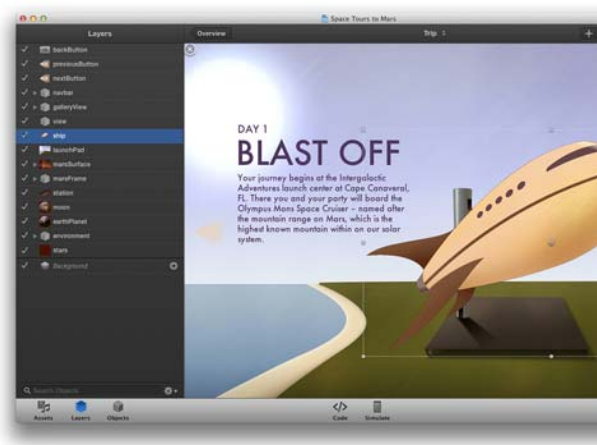 Space Tours to Mars
Layers
Overview
Trip
backButton
previousButton
nextButton
navbar
galleryView
view
ship
launchPad
marsSurface
marsFrame
station
moon
earthPlanet
environment
stars
Background
DAY 1
BLAST OFF
Your journey begins at the Intergalactic
Adventures launch center at Cape Canaveral,
FL. There you and your party will board the
Olympus Mons Space Cruiser – named after
the mountain range on Mars, which is the
highest known mountain within on our solar
system.
Search Objects
Assets
Layers
Objects
Code
Simulate